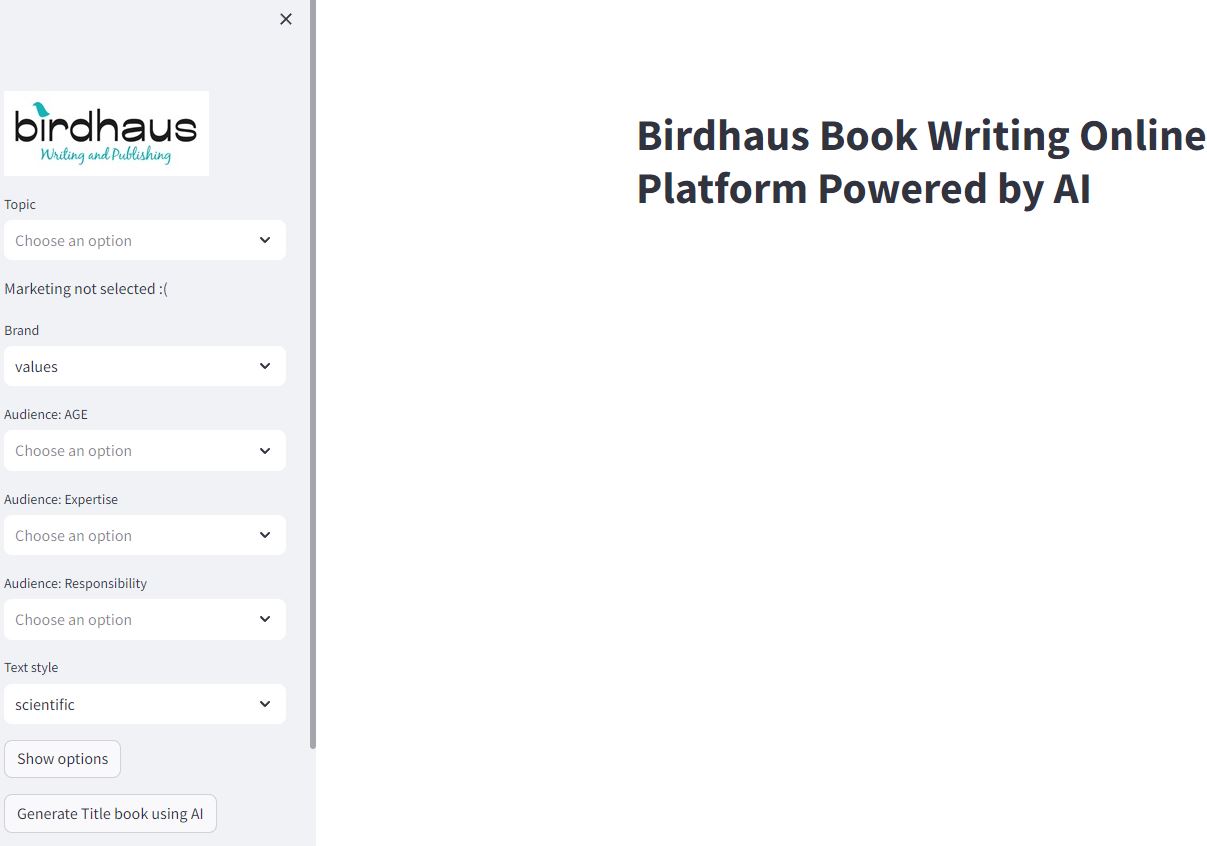 birdhaus
Writing and Publishing
Topic
Choose an option
Marketing not selected :(
Brand
values
Audience: AGE
Choose an option
Audience: Expertise
Choose an option
Audience: Responsibility
Choose an option
Text style
scientific
Show options
Generate Title book using AI
Birdhaus Book Writing Online
Platform Powered by AI